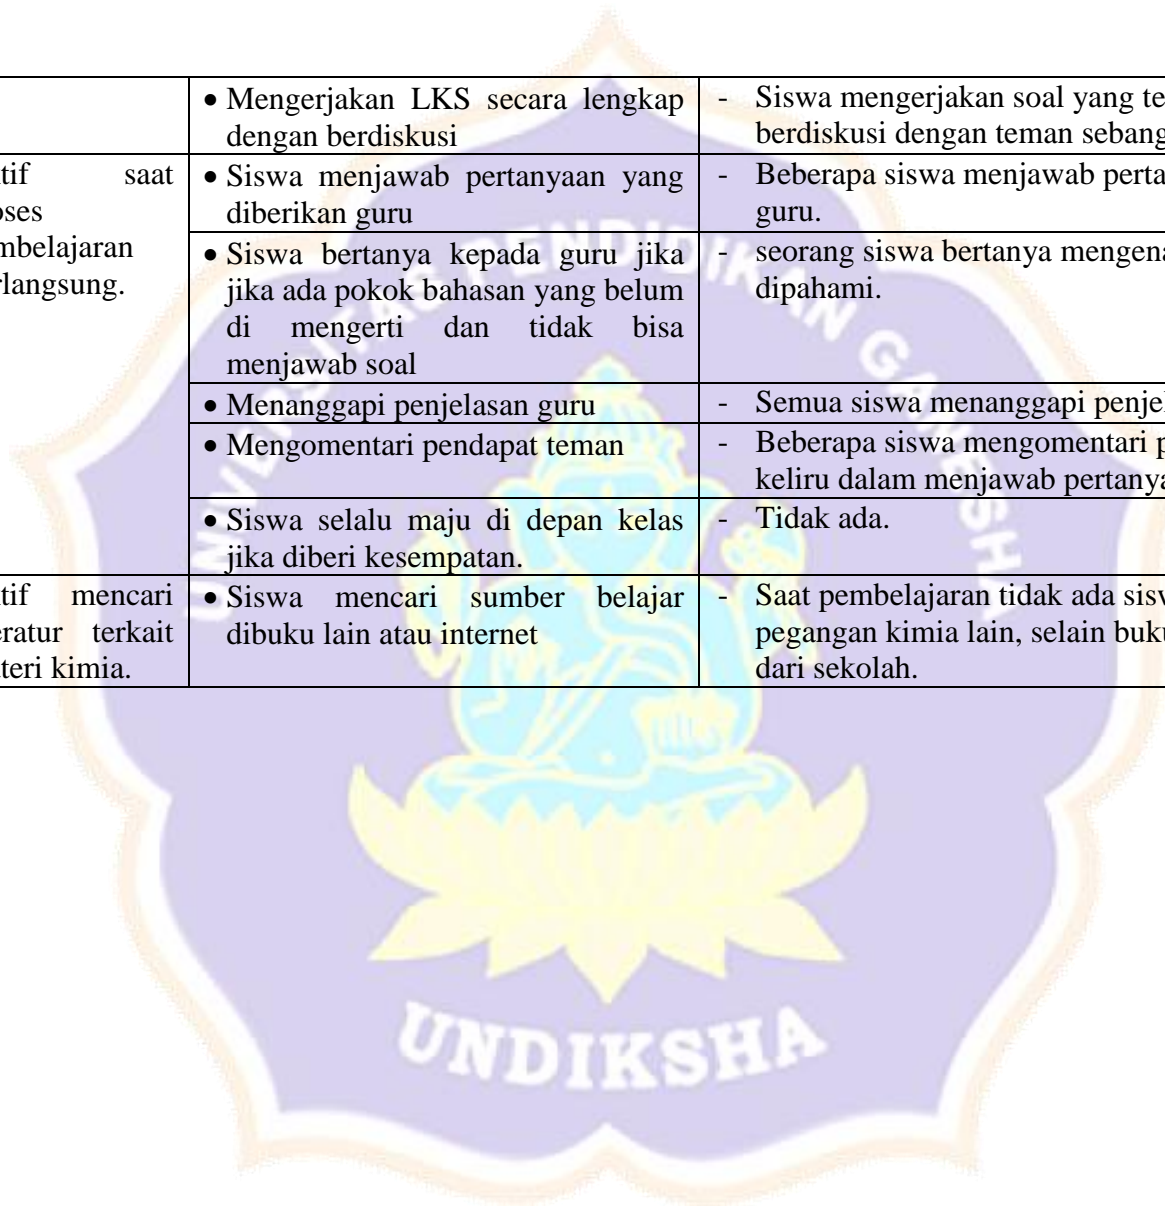 • Mengerjakan LKS secara lengkap
dengan berdiskusi
- Siswa mengerjakan soal yang te
berdiskusi dengan teman sebang
tif saat
oses
mbelajaran
rlangsung.
• Siswa menjawab pertanyaan yang
diberikan guru
- Beberapa siswa menjawab perta
guru.
• Siswa bertanya kepada guru jika
jika ada pokok bahasan yang belum
di mengerti dan tidak bisa
menjawab soal
- seorang siswa bertanya mengena
dipahami.
• Menanggapi penjelasan guru
- Semua siswa menanggapi penjel
• Mengomentari pendapat teman
- Beberapa siswa mengomentari p
keliru dalam menjawab pertanya
• Siswa selalu maju di depan kelas
jika diberi kesempatan.
- Tidak ada.
tif mencari
eratur terkait
teri kimia.
• Siswa mencari sumber belajar
dibuku lain atau internet
- Saat pembelajaran tidak ada sisw
pegangan kimia lain, selain buku
dari sekolah.
UNIVERSITAS PENDIDIKAN GANESHA
UNDIKSHA